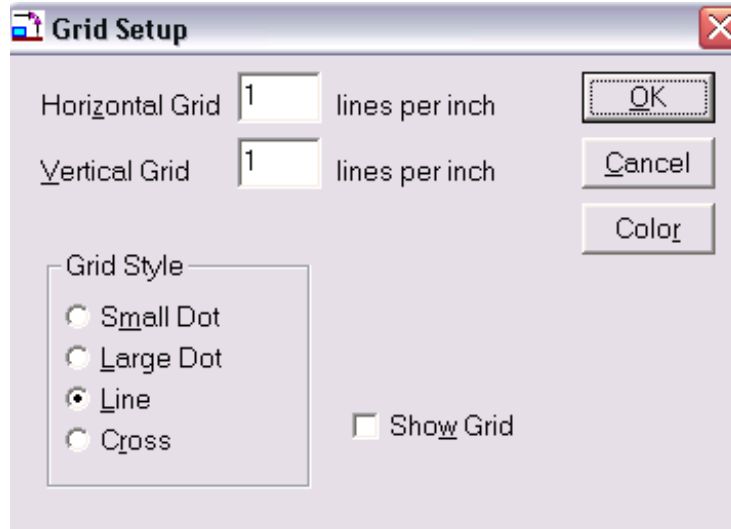 Grid Setup
Horizontal Grid 1 lines per inch
OK
Vertical Grid 1 lines per inch
Cancel
Color
Grid Style
Small Dot
Large Dot
Line
Cross
Show Grid